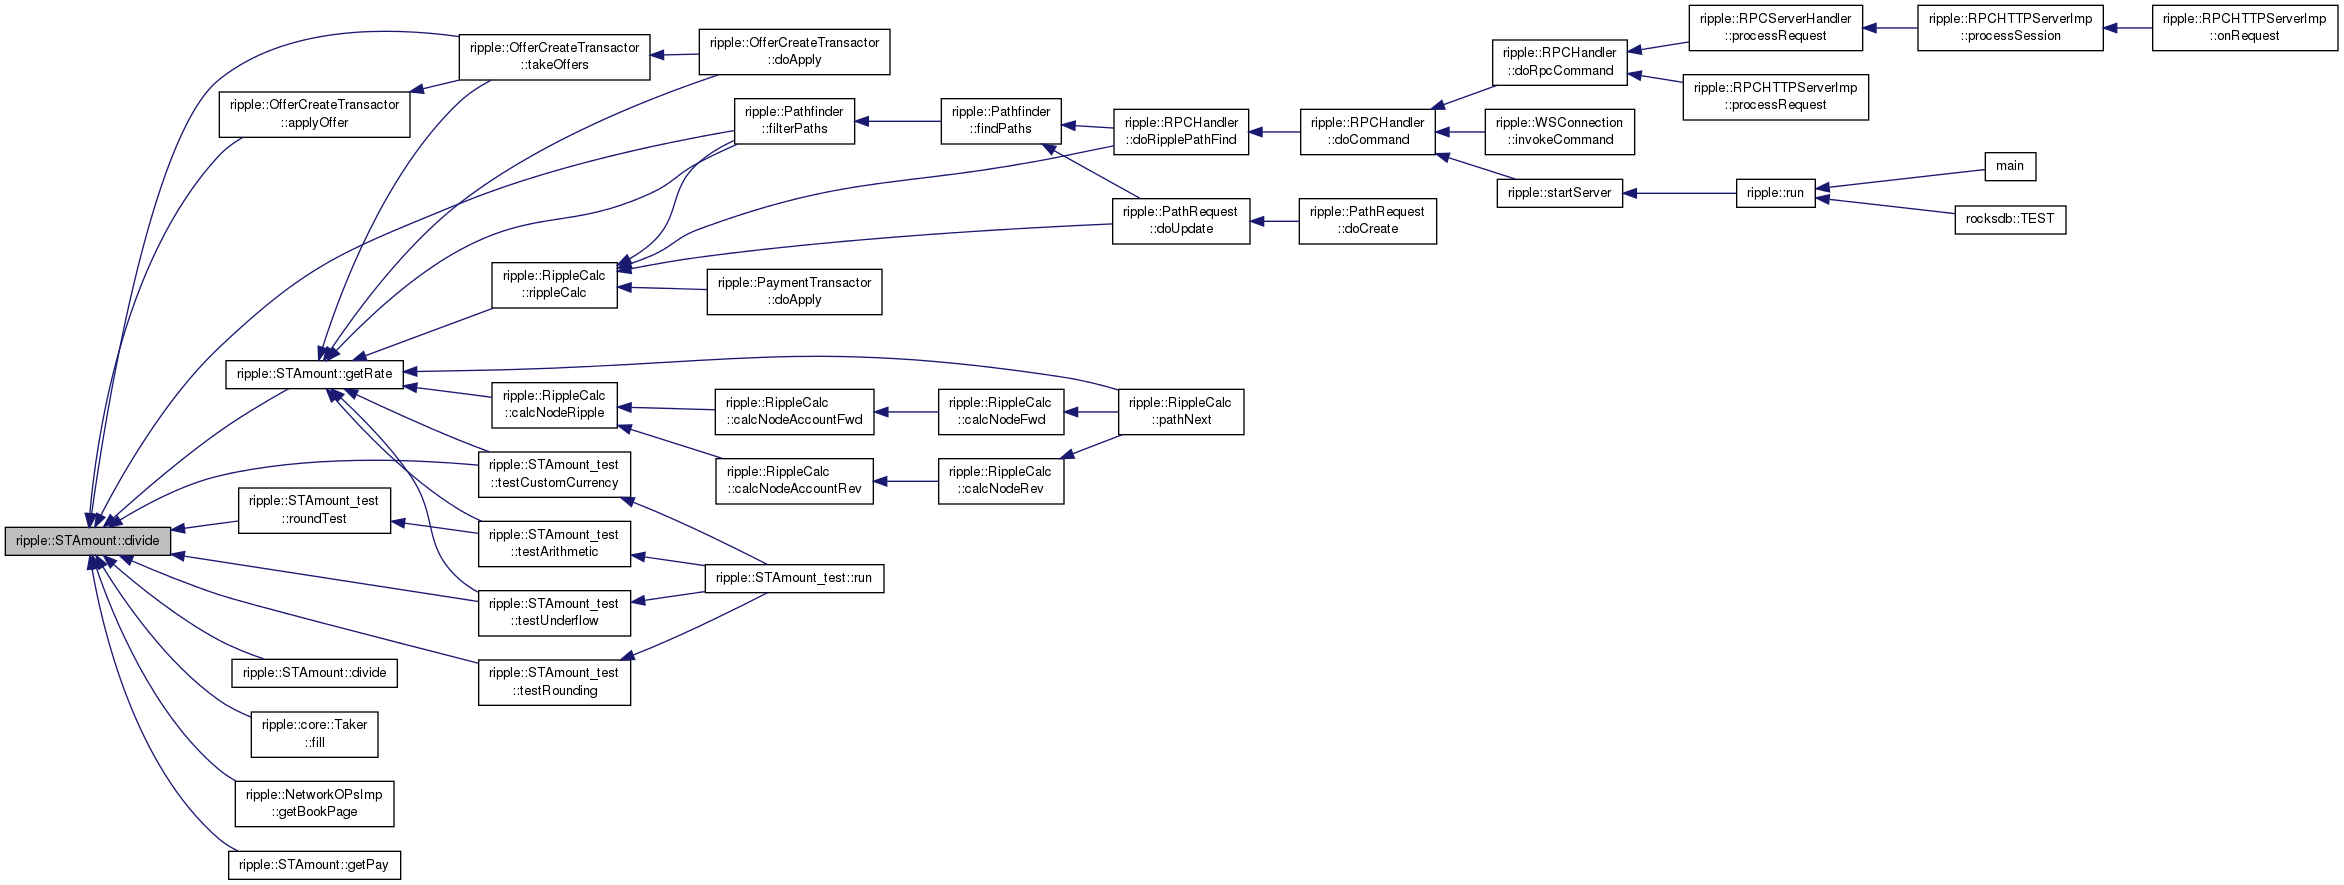 ripple::STAmount::divide
ripple::OfferCreateTransactor
::takeOffers
ripple::OfferCreateTransactor
::applyOffer
ripple::OfferCreateTransactor
::doApply
ripple::Pathfinder
::filterPaths
ripple::Pathfinder
::findPaths
ripple::RPCHandler
::doRipplePathFind
ripple::RPCHandler
::doCommand
ripple::RPCHandler
::doRpcCommand
ripple::RPCServerHandler
::processRequest
ripple::RPCHTTPServerImp
::processSession
ripple::RPCHTTPServerImp
::onRequest
ripple::RPCHTTPServerImp
::processRequest
ripple::WSConnection
::invokeCommand
ripple::startServer
ripple::run
main
rocksdb::TEST
ripple::PathRequest
::doUpdate
ripple::PathRequest
::doCreate
ripple::RippleCalc
::rippleCalc
ripple::PaymentTransactor
::doApply
ripple::STAmount::getRate
ripple::RippleCalc
::calcNodeRipple
ripple::RippleCalc
::calcNodeAccountFwd
ripple::RippleCalc
::calcNodeFwd
ripple::RippleCalc
::pathNext
ripple::RippleCalc
::calcNodeAccountRev
ripple::RippleCalc
::calcNodeRev
ripple::STAmount_test
::testCustomCurrency
ripple::STAmount_test
::roundTest
ripple::STAmount_test
::testArithmetic
ripple::STAmount_test::run
ripple::STAmount_test
::testUnderflow
ripple::STAmount_test
::testRounding
ripple::STAmount::divide
ripple::core::Taker
::fill
ripple::NetworkOPsImp
::getBookPage
ripple::STAmount::getPay